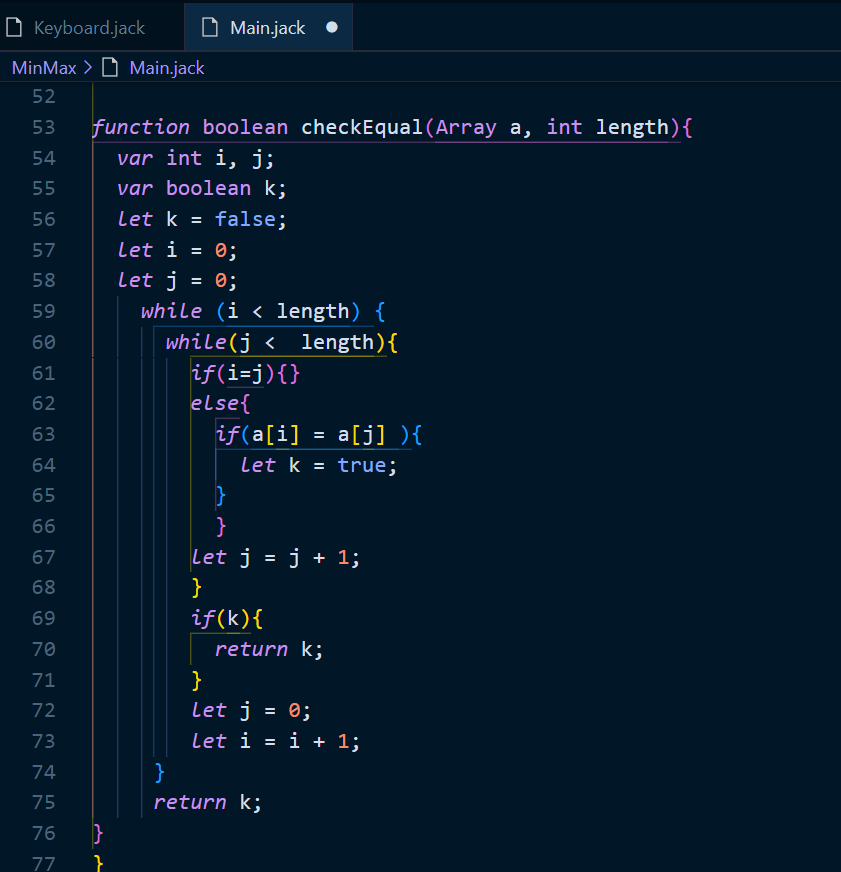 Keyboard.jack Main.jack
MinMax > Main.jack
52
53 function boolean checkEqual(Array a, int length){
54 var int i, j;
55 var boolean k;
56 let k = false;
57 let i = 0;
58 let j = 0;
59 while (i < length) {
60 while(j <  length){
61 if(i=j){}
62 else{
63 if(a[i] = a[j] ){
64 let k = true;
65 }
66 }
67 let j = j + 1;
68 }
69 if(k){
70 return k;
71 }
72 let j = 0;
73 let i = i + 1;
74 }
75 return k;
76 }
77 }